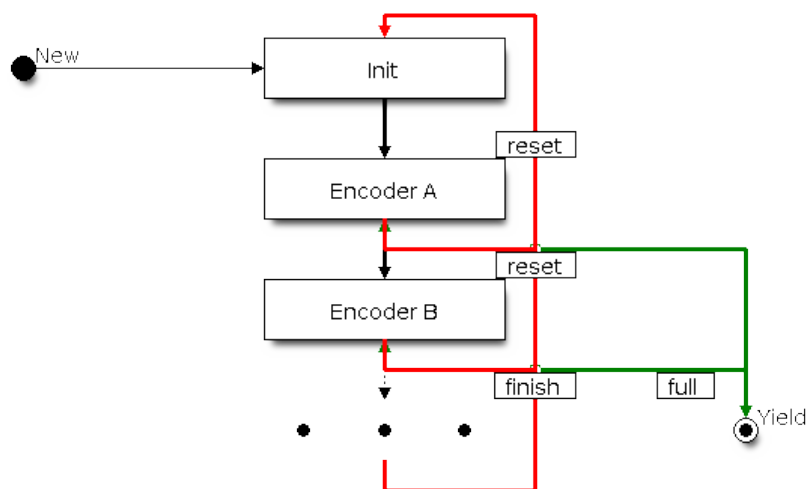 New
Init
reset
Encoder A
reset
Encoder B
finish
full
Yield